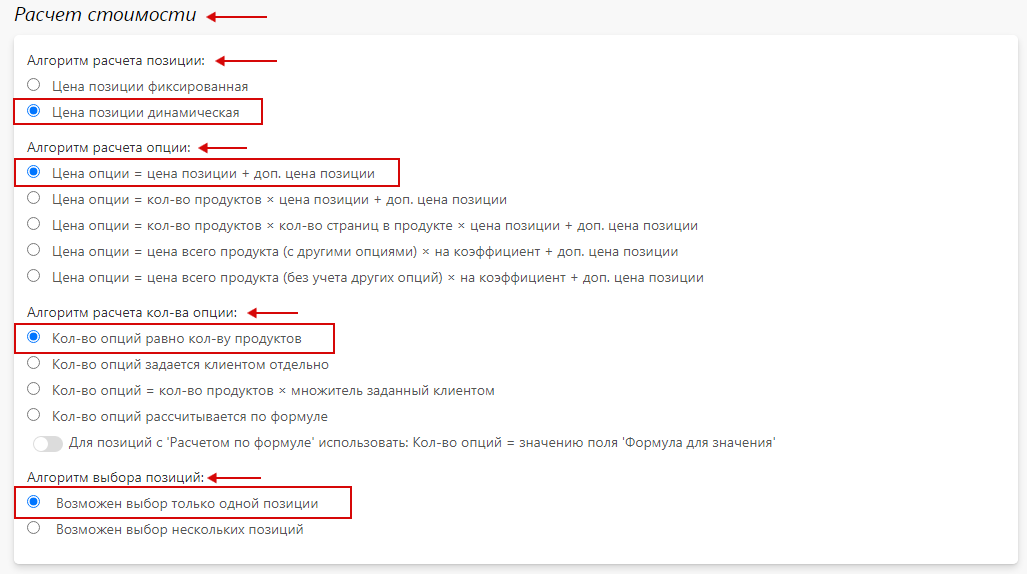 Расчет стоимости
Алгоритм расчета позиции:
Цена позиции фиксированная
Цена позиции динамическая
Алгоритм расчета опции:
Цена опции = цена позиции + доп. цена позиции
Цена опции = кол-во продуктов × цена позиции + доп. цена позиции
Цена опции = кол-во продуктов × кол-во страниц в продукте × цена позиции + доп. цена позиции
Цена опции = цена всего продукта (с другими опциями) × на коэффициент + доп. цена позиции
Цена опции = цена всего продукта (без учета других опций) × на коэффициент + доп. цена позиции
Алгоритм расчета кол-ва опции:
Кол-во опций равно кол-ву продуктов
Кол-во опций задается клиентом отдельно
Кол-во опций = кол-во продуктов × множитель заданный клиентом
Кол-во опций рассчитывается по формуле
Для позиций с 'Расчетом по формуле' использовать: Кол-во опций = значению поля 'Формула для значения'
Алгоритм выбора позиций:
Возможен выбор только одной позиции
Возможен выбор нескольких позиций